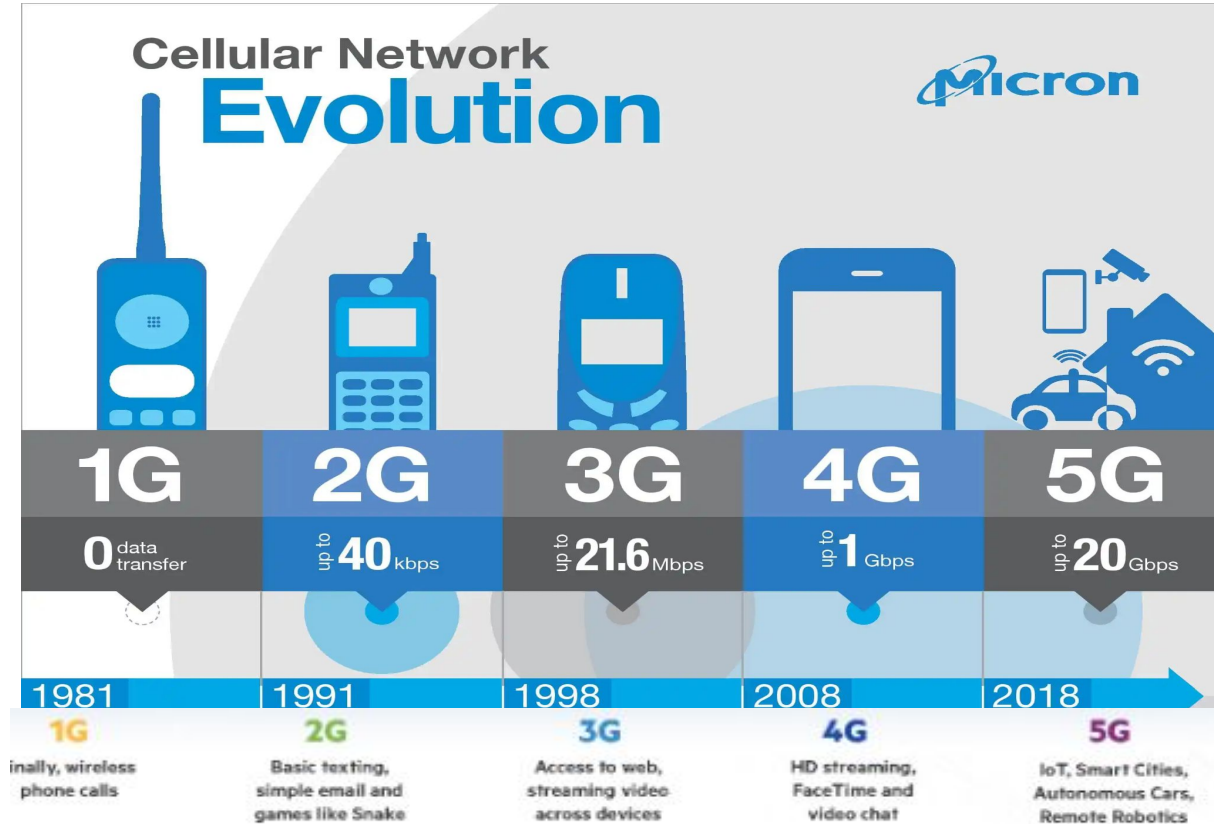 Cellular Network
Evolution
Micron
1G
2G
3G
4G
5G
0 data transfer
up to 40 kbps
up to 21.6 Mbps
up to 1 Gbps
up to 20 Gbps
1981
1991
1998
2008
2018
1G
inally, wireless
phone calls
2G
Basic texting,
simple email and
games like Snake
3G
Access to web,
streaming video
across devices
4G
HD streaming,
FaceTime and
video chat
5G
IoT, Smart Cities,
Autonomous Cars,
Remote Robotics